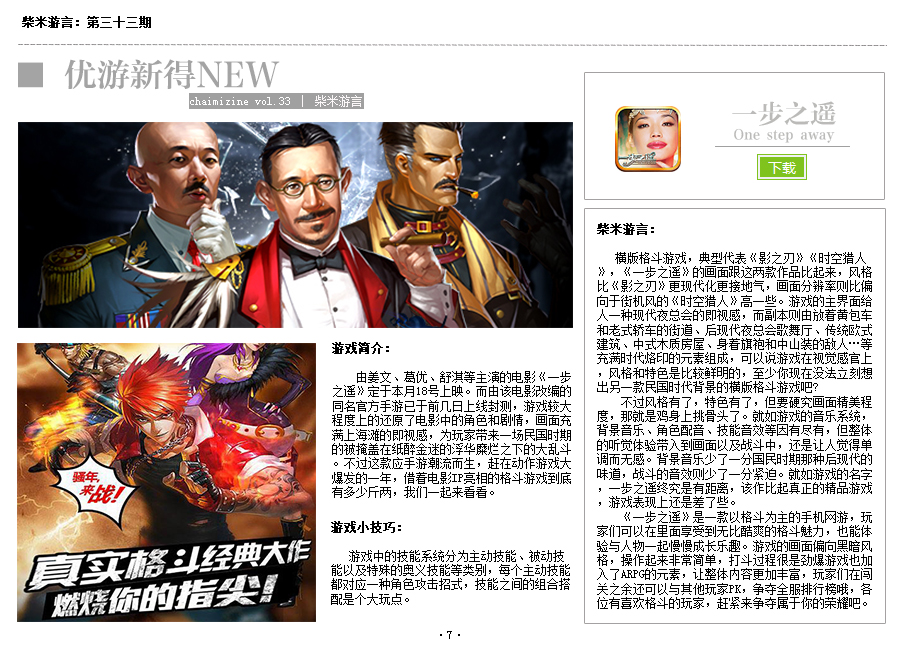 柴米游言：第三十三期
优游新得NEW
chaimizine vol.33 | 柴米游言
一步之遥
One step away
下载
骚年，
来战！
真实格斗经典大作
燃烧你的指尖！
游戏简介：
由姜文、葛优、舒淇等主演的电影《一步
之遥》定于本月18号上映。而由该电影改编的
同名官方手游已于前几日上线封测，游戏较大
程度上的还原了电影中的角色和剧情，画面充
满上海滩的即视感，为玩家带来一场民国时期
的被掩盖在纸醉金迷的浮华糜烂之下的大乱斗
。不过这款应手游潮流而生，赶在动作游戏大
爆发的一年，借着电影IP亮相的格斗游戏到底
有多少斤两，我们一起来看看。
游戏小技巧：
游戏中的技能系统分为主动技能、被动技
能以及特殊的奥义技能等类别，每个主动技能
都对应一种角色攻击招式，技能之间的组合搭
配是个大玩点。
柴米游言：
横版格斗游戏，典型代表《影之刃》《时空猎人
》，《一步之遥》的画面跟这两款作品比起来，风格
比《影之刃》更现代化更接地气，画面分辨率则比偏
向于街机风的《时空猎人》高一些。游戏的主界面给
人一种现代夜总会的即视感，而副本则由放着黄包车
和老式轿车的街道、后现代夜总会歌舞厅、传统欧式
建筑、中式木质房屋、身着旗袍和中山装的敌人…等
充满时代烙印的元素组成，可以说游戏在视觉感官上
，风格和特色是比较鲜明的，至少你现在没法立刻想
出另一款民国时代背景的横版格斗游戏吧？
不过风格有了，特色有了，但要硬究画面精美程
度，那就是鸡身上挑骨头了。就如游戏的音乐系统，
背景音乐、角色配音、技能音效等因有尽有，但整体
的听觉体验带入到画面以及战斗中，还是让人觉得单
调而无感。背景音乐少了一分国民时期那种后现代的
味道，战斗的音效则少了一分紧迫。就如游戏的名字
，一步之遥终究是有距离，该作比起真正的精品游戏
，游戏表现上还是差了些。
《一步之遥》是一款以格斗为主的手机网游，玩
家们可以在里面享受到无比酷爽的格斗魅力，也能体
验与人物一起慢慢成长乐趣。游戏的画面偏向黑暗风
格，操作起来非常简单，打斗过程很是劲爆游戏也加
入了ARPG的元素，让整体内容更加丰富，玩家们在闯
关之余还可以与其他玩家PK，争夺全服排行榜哦，各
位有喜欢格斗的玩家，赶紧来争夺属于你的荣耀吧。
·7·